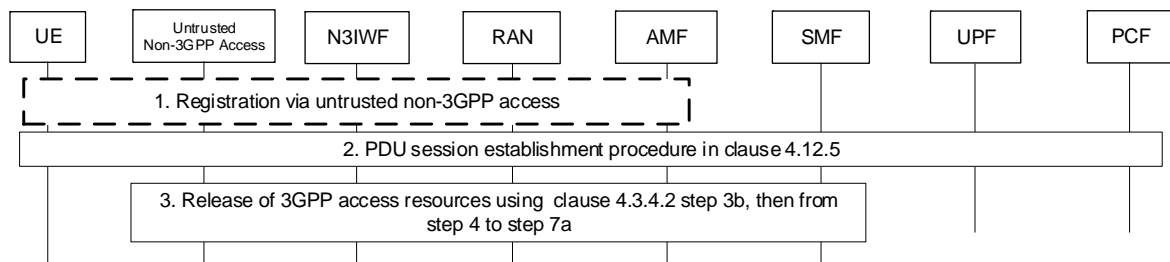 UE
Untrusted
Non-3GPP Access
N3IWF
RAN
AMF
SMF
UPF
PCF
1. Registration via untrusted non-3GPP access
2. PDU session establishment procedure in clause 4.12.5
3. Release of 3GPP access resources using clause 4.3.4.2 step 3b, then from
step 4 to step 7a